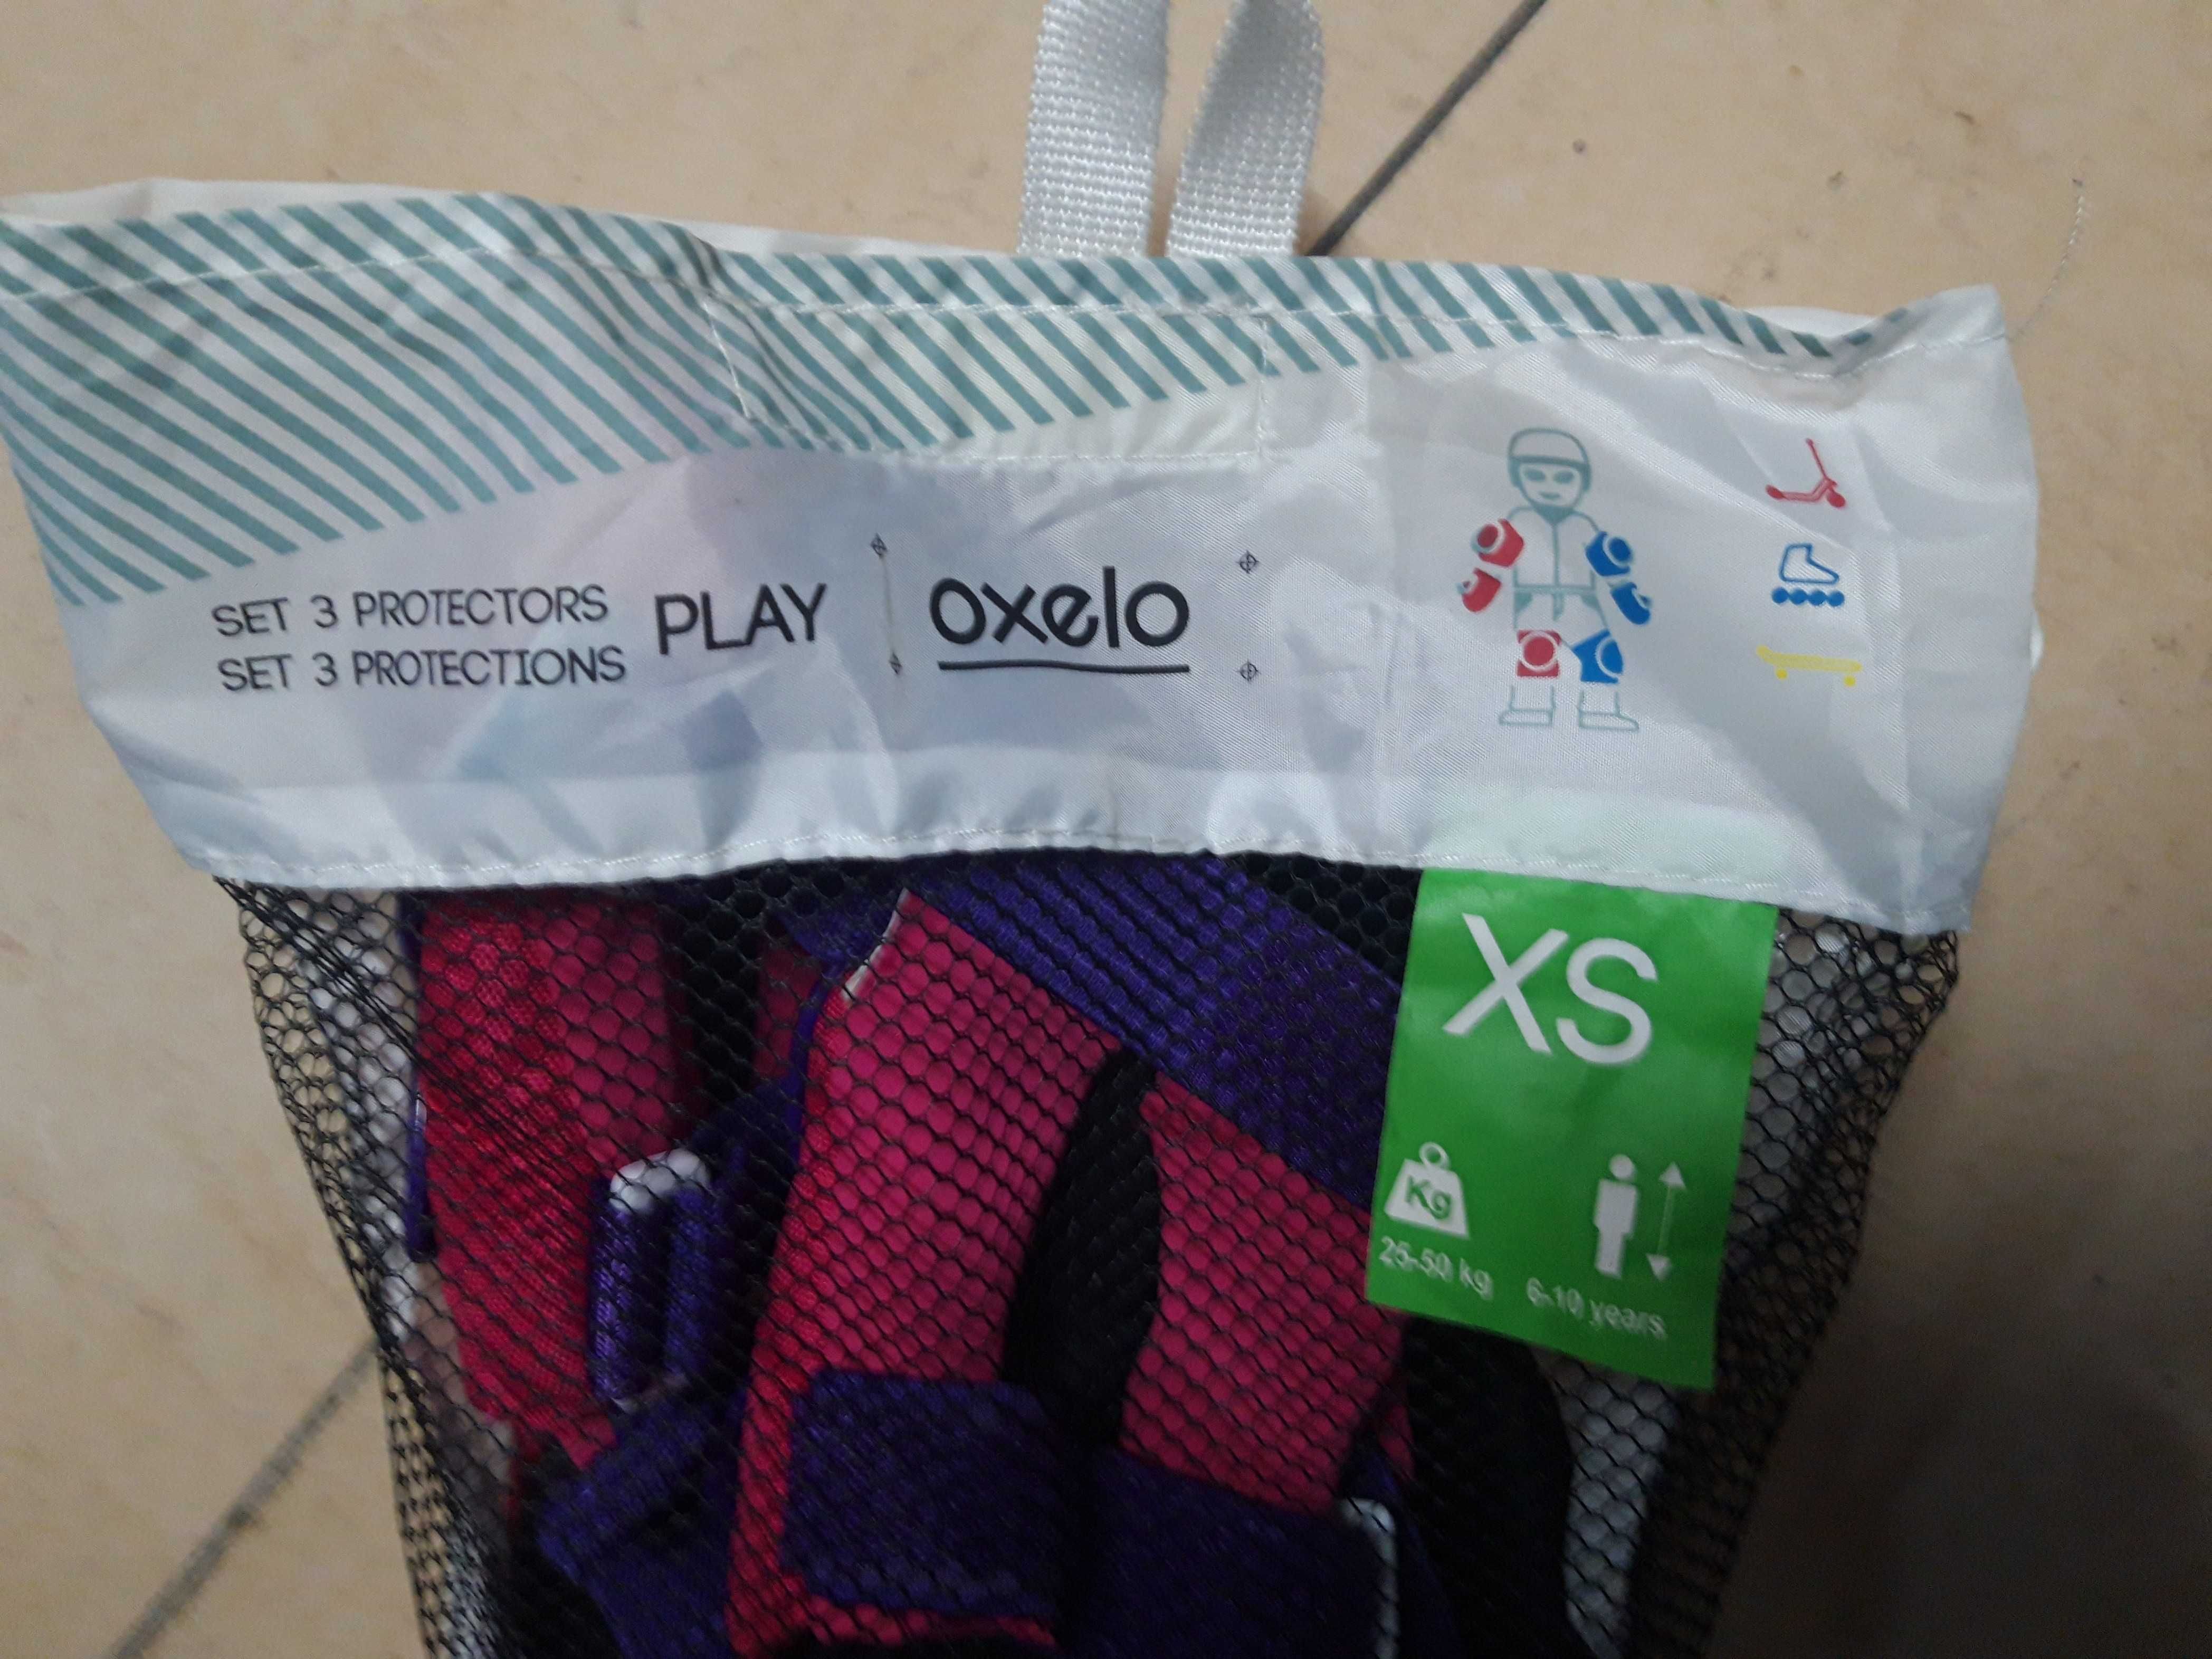 SET 3 PROTECTORS
SET 3 PROTECTIONS
PLAY
oxelo
XS
Kg
25-50 kg
6-10 years